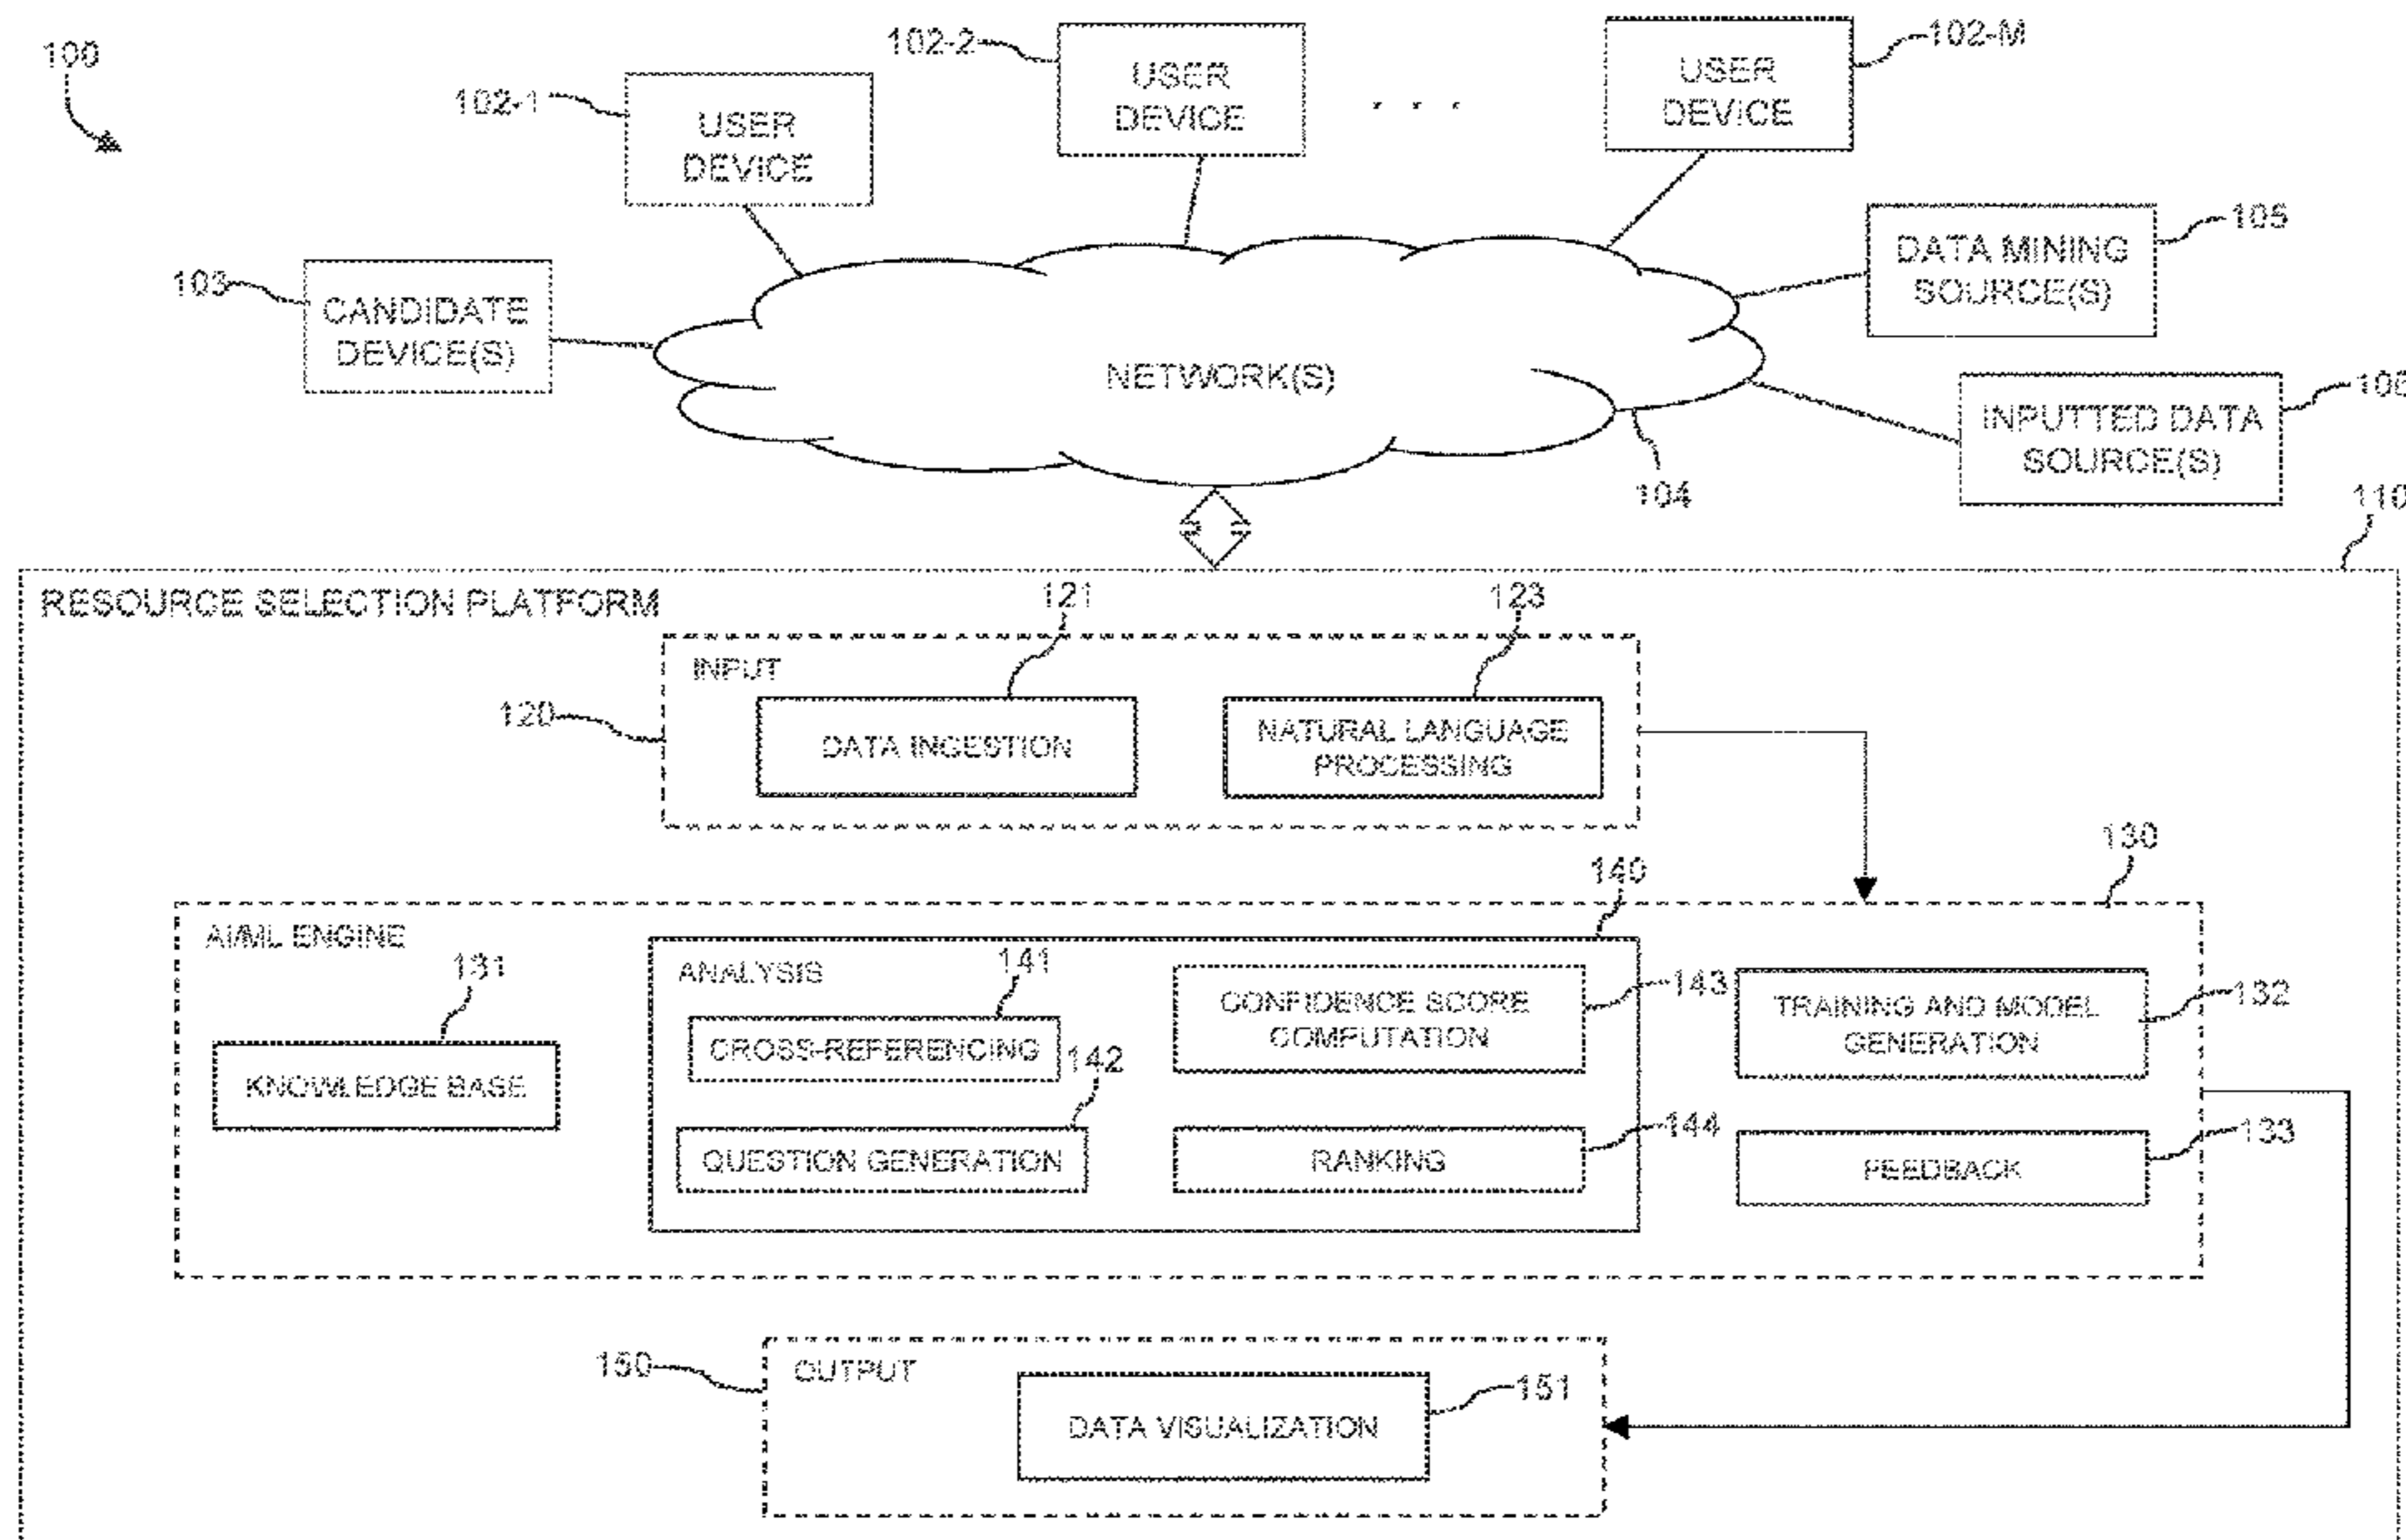 100
102-1
USER
DEVICE
102-2
USER
DEVICE
. . .
USER
DEVICE
102-M
103
CANDIDATE
DEVICE(S)
NETWORK(S)
104
DATA MINING
SOURCE(S)
105
INPUTTED DATA
SOURCE(S)
106
110
RESOURCE SELECTION PLATFORM
120
INPUT
121
DATA INGESTION
123
NATURAL LANGUAGE
PROCESSING
130
AI/ML ENGINE
131
KNOWLEDGE BASE
140
ANALYSIS
141
CROSS-REFERENCING
142
QUESTION GENERATION
CONFIDENCE SCORE
COMPUTATION
143
RANKING
144
TRAINING AND MODEL
GENERATION
132
FEEDBACK
133
150
OUTPUT
DATA VISUALIZATION
151